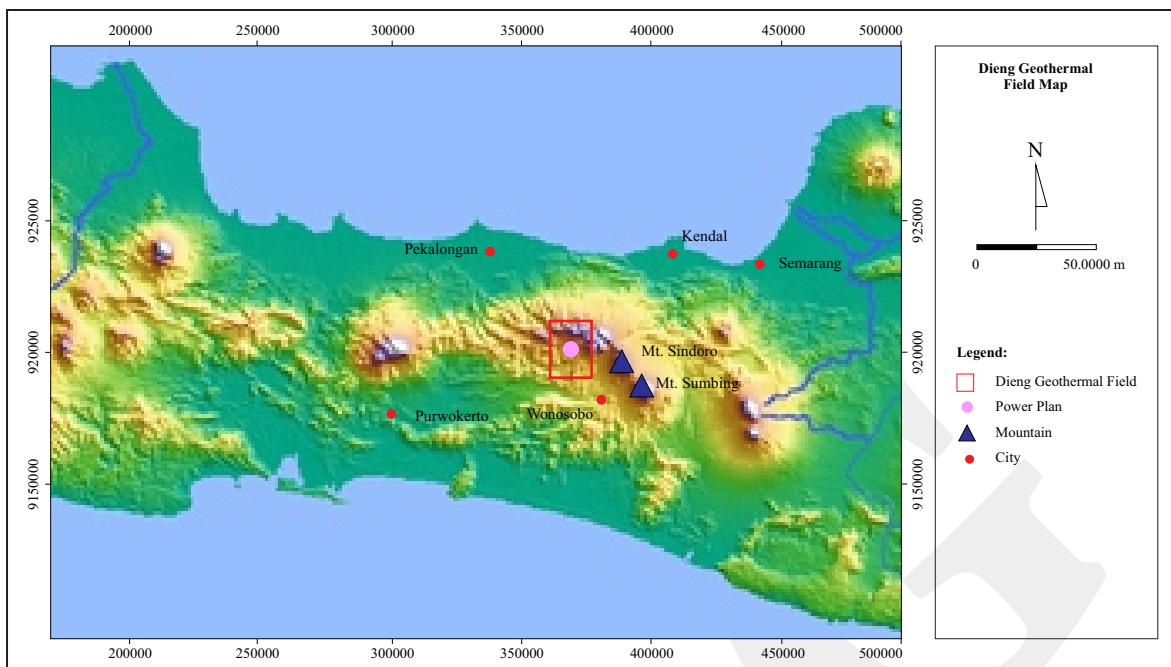 200000 250000 300000 350000 400000 450000 500000
925000
920000
9150000
Pekalongan
Kendal
Semarang
Mt. Sindoro
Mt. Sumbing
Wonosobo
Purwokerto
925000
920000
9150000
200000 250000 300000 350000 400000 450000 500000
Dieng Geothermal
Field Map
N
0 50.0000 m
Legend:
Dieng Geothermal Field
Power Plan
Mountain
City